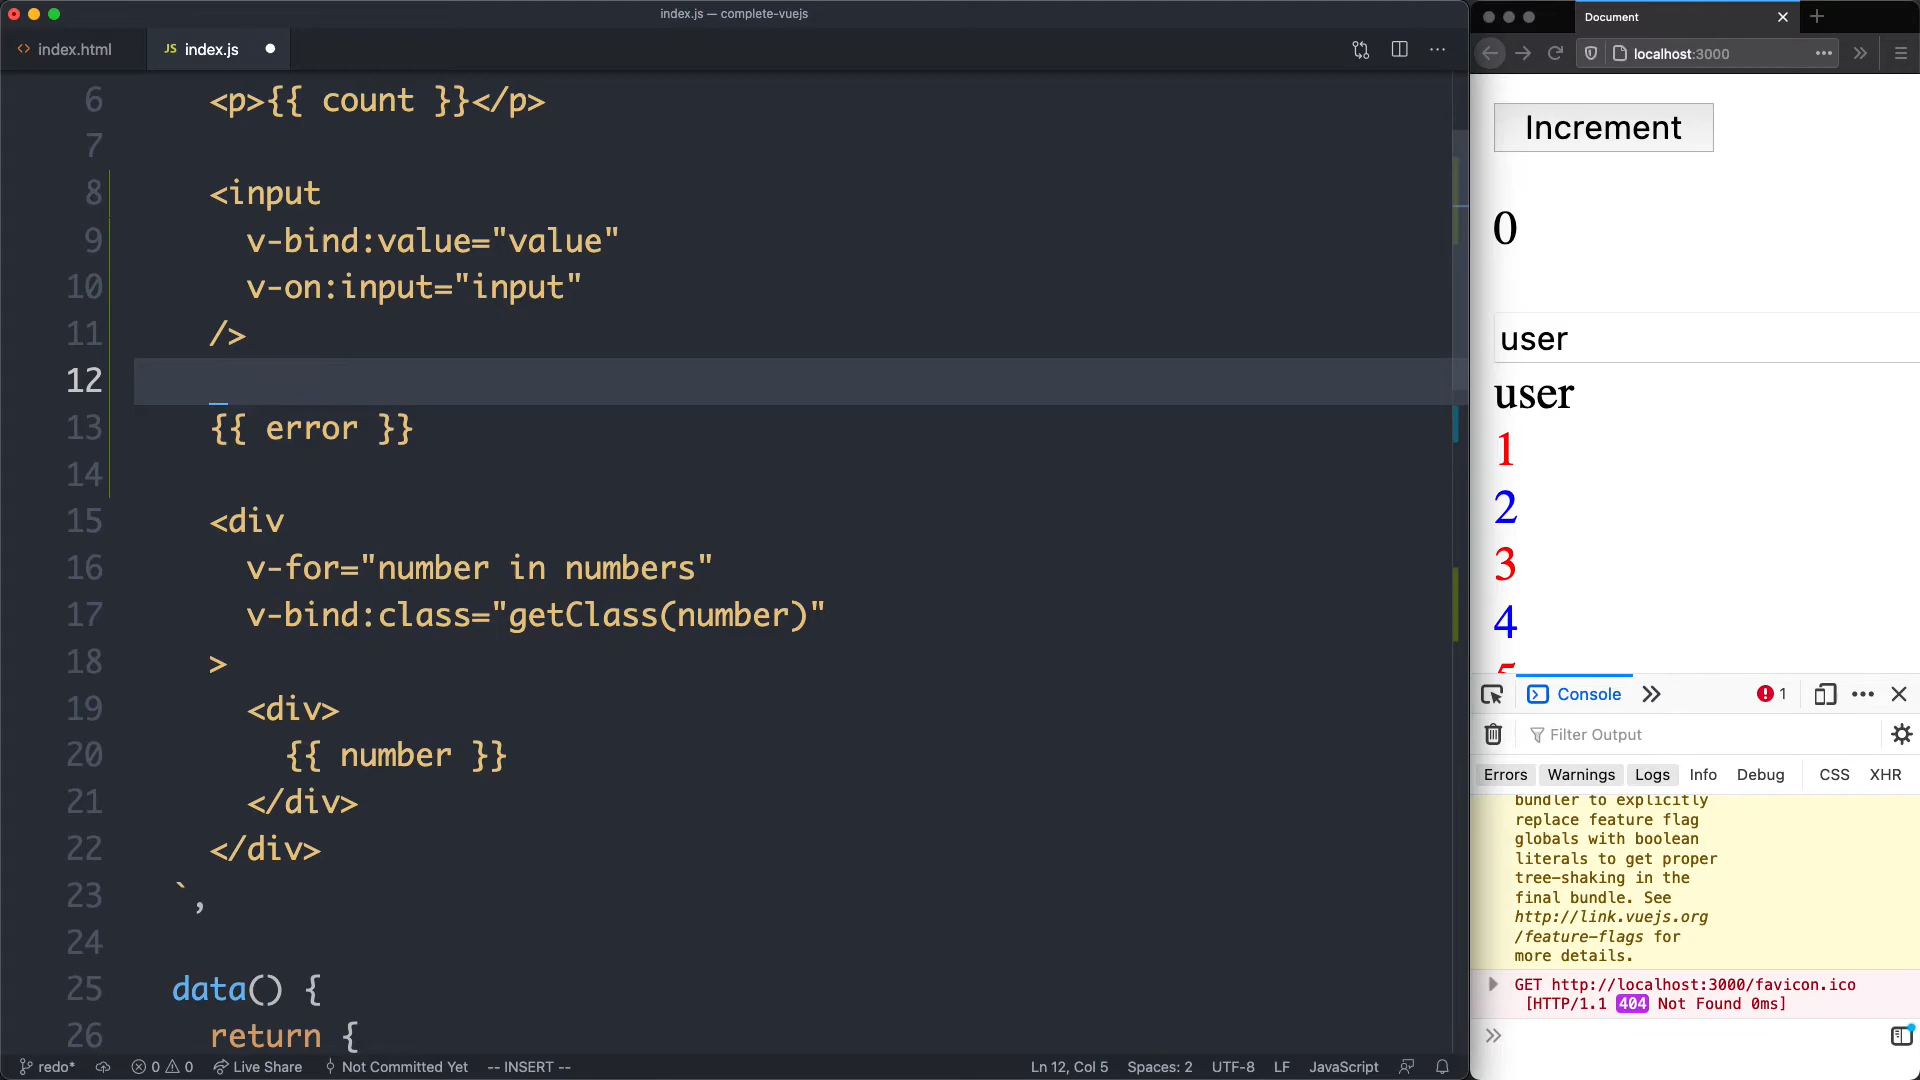 index.js — complete-vuejs
index.html
JS index.js
6 <p>{{ count }}</p>
7
8 <input
9 v-bind:value="value"
10 v-on:input="input"
11 />
12
13 {{ error }}
14
15 <div
16 v-for="number in numbers"
17 v-bind:class="getClass(number)"
18 >
19 <div>
20 {{ number }}
21 </div>
22 </div>
23 `,
24
25 data() {
26 return {
redo* 0 0 Live Share Not Committed Yet -- INSERT -- Ln 12, Col 5 Spaces: 2 UTF-8 LF JavaScript
Document
localhost:3000
Increment
0
user
user
1
2
3
4
5
Console 1
Filter Output
Errors Warnings Logs Info Debug CSS XHR
bundler to explicitly
replace feature flag
globals with boolean
literals to get proper
tree-shaking in the
final bundle. See
http://link.vuejs.org
/feature-flags for
more details.
GET http://localhost:3000/favicon.ico
[HTTP/1.1 404 Not Found 0ms]